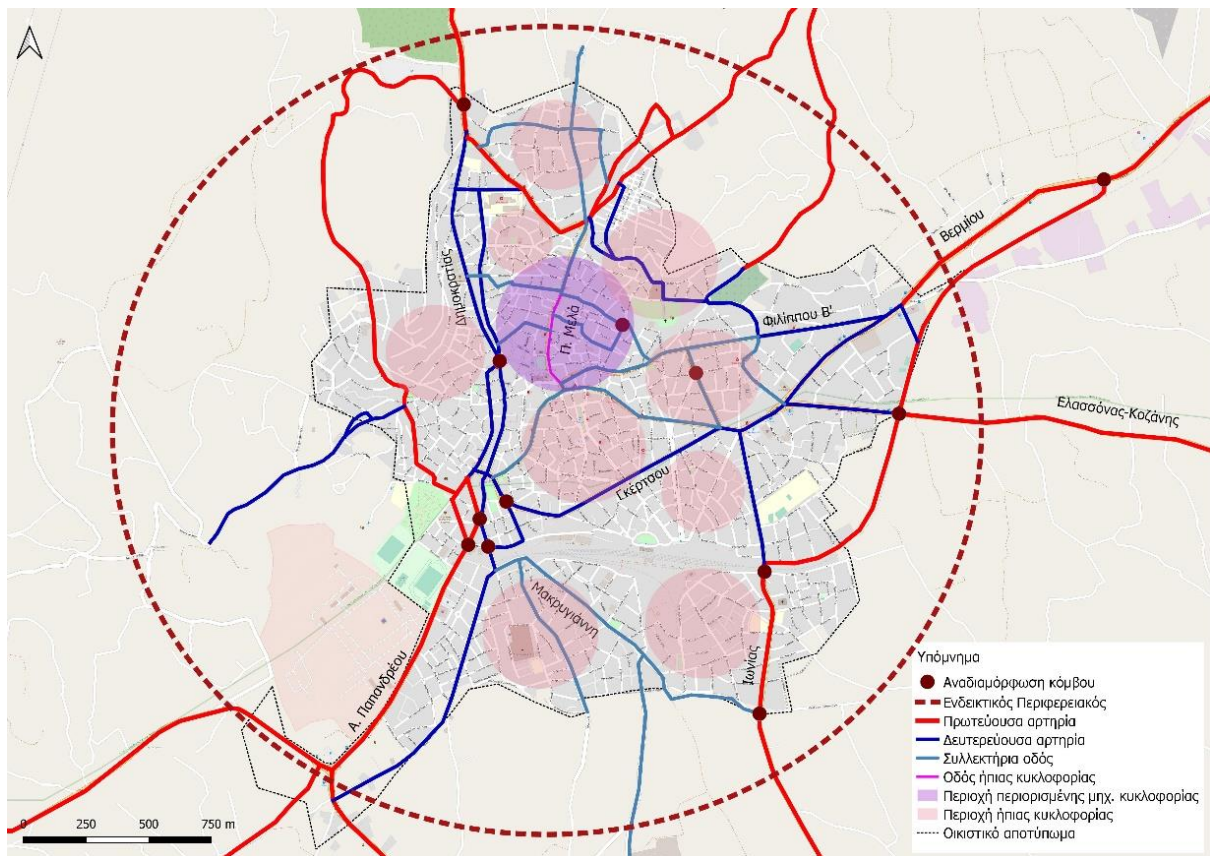 Βερμίου
Δημοκρατίας
Π. Μελά
Φιλίππου Β'
Ελασσόνας-Κοζάνης
Γκέρτσου
Μακρυγιάννη
Ιωνίας
Α. Παπανδρέου
Υπόμνημα
Αναδιαμόρφωση κόμβου
Ενδεικτικός Περιφερειακός
Πρωτεύουσα αρτηρία
Δευτερεύουσα αρτηρία
Συλλεκτήρια οδός
Οδός ήπιας κυκλοφορίας
Περιοχή περιορισμένης μηχ. κυκλοφορίας
Περιοχή ήπιας κυκλοφορίας
Οικιστικό αποτύπωμα
0 250 500 750 m